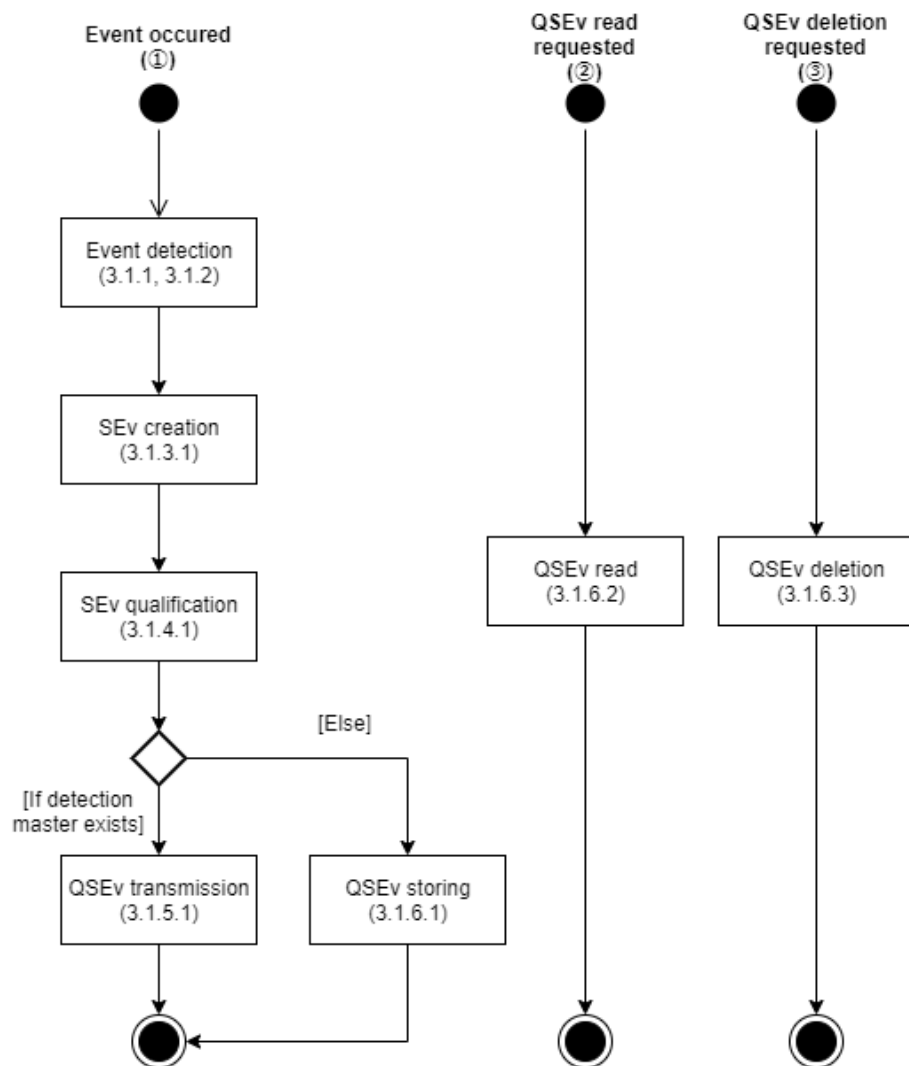 Event occured
(①)
QSEv read
requested
(②)
QSEv deletion
requested
(③)
Event detection
(3.1.1, 3.1.2)
SEv creation
(3.1.3.1)
QSEv read
(3.1.6.2)
QSEv deletion
(3.1.6.3)
SEv qualification
(3.1.4.1)
[Else]
[If detection
master exists]
QSEv transmission
(3.1.5.1)
QSEv storing
(3.1.6.1)